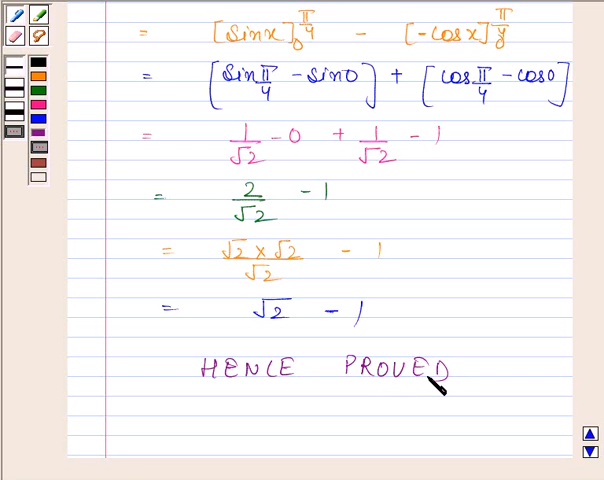 = [Sinx]₀^π/4 - [-Cosx]^π/4
= [Sin π/4 - Sin0] + [Cos π/4 - Cos0]
= 1/√2 - 0 + 1/√2 - 1
= 2/√2 - 1
= √2 × √2/√2 - 1
= √2 - 1
HENCE PROVED